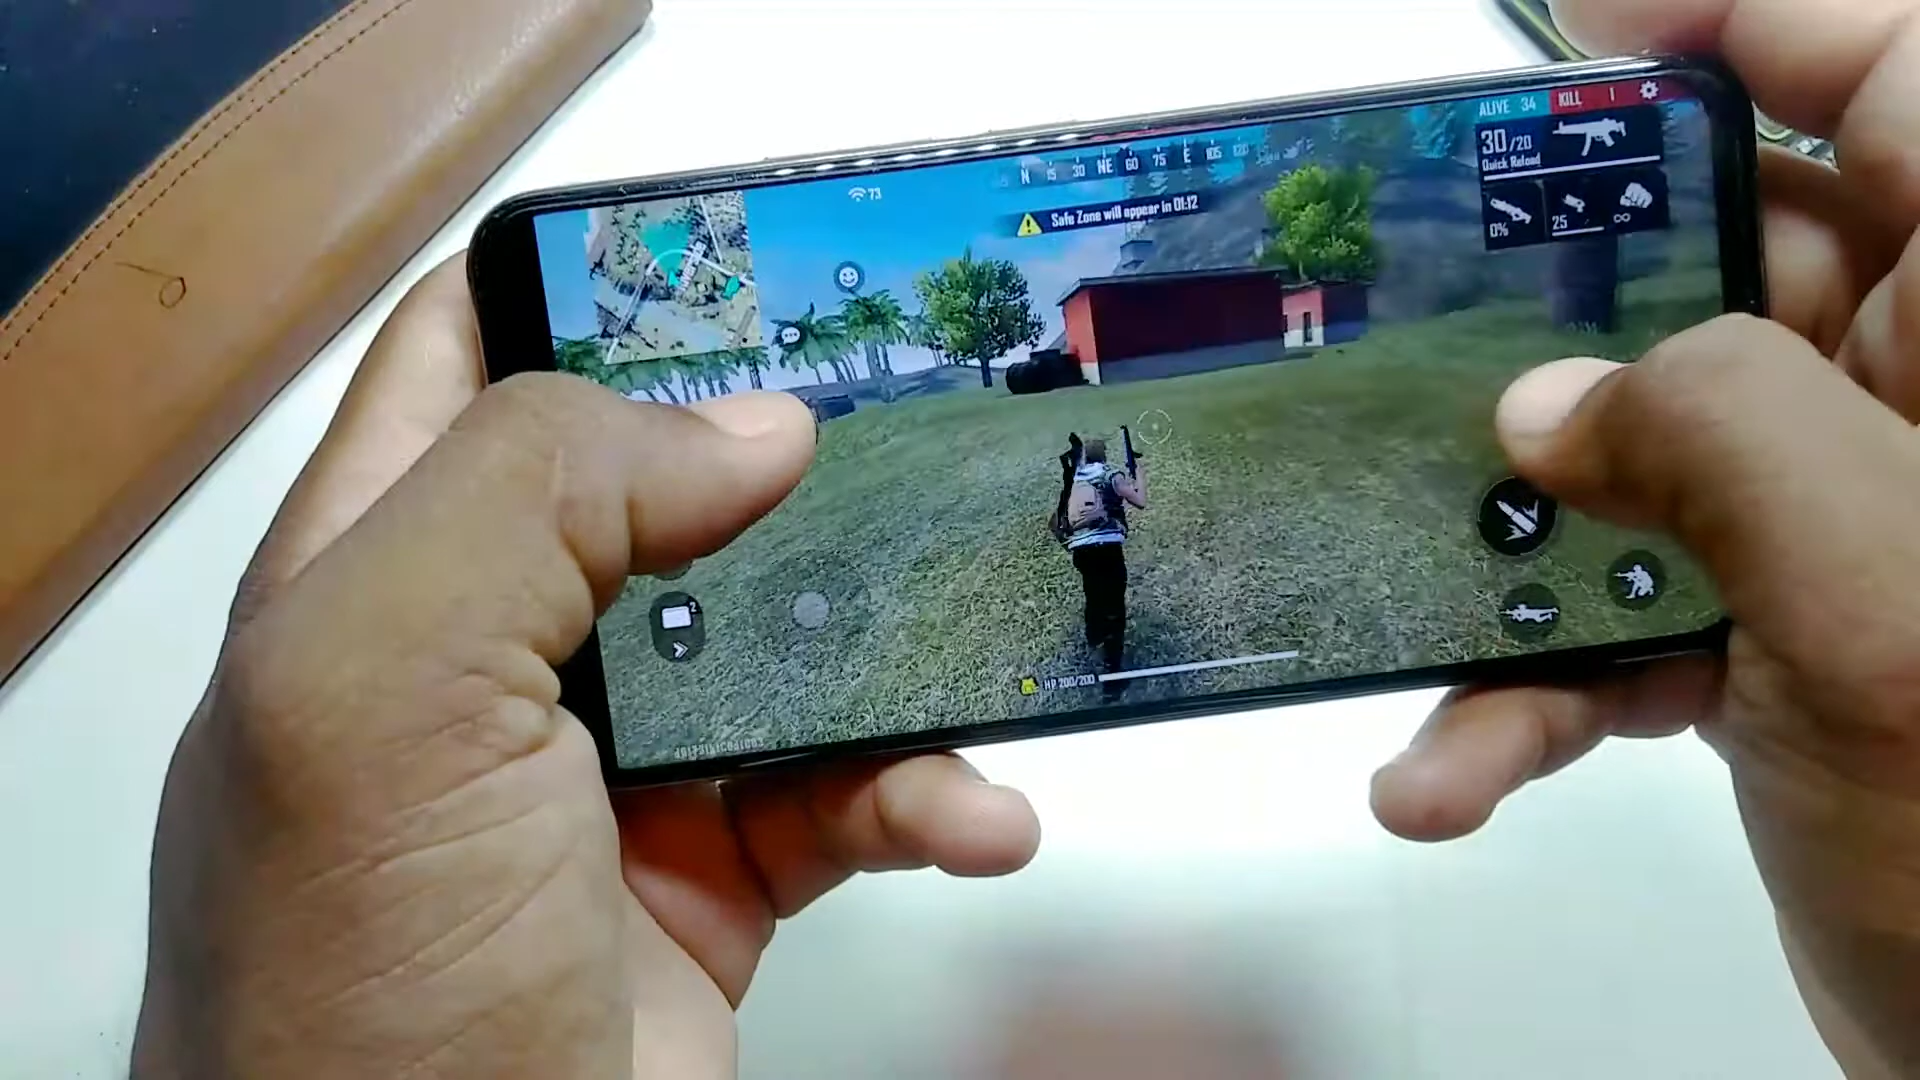 ALIVE 34 KILL 1
N 15 30 NE 60 75 E 105 120
73
30/20
Quick Reload
Safe Zone will appear in 01:12
0%
25
∞
2
HP 200/200